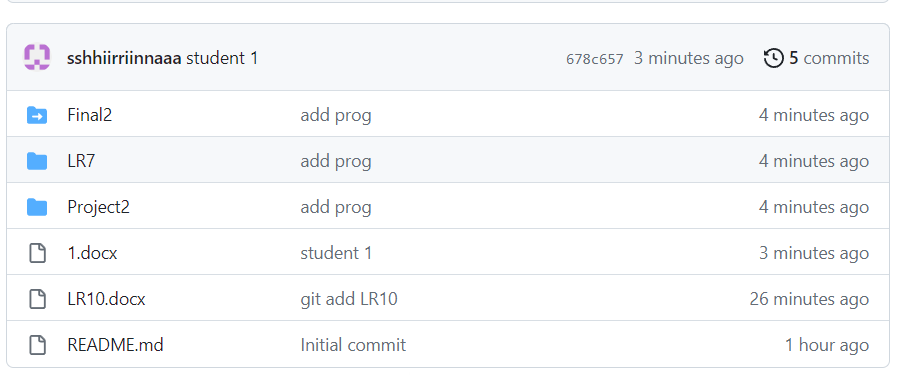 sshhiirriinnaaa student 1 678c657 3 minutes ago 5 commits
Final2 add prog 4 minutes ago
LR7 add prog 4 minutes ago
Project2 add prog 4 minutes ago
1.docx student 1 3 minutes ago
LR10.docx git add LR10 26 minutes ago
README.md Initial commit 1 hour ago